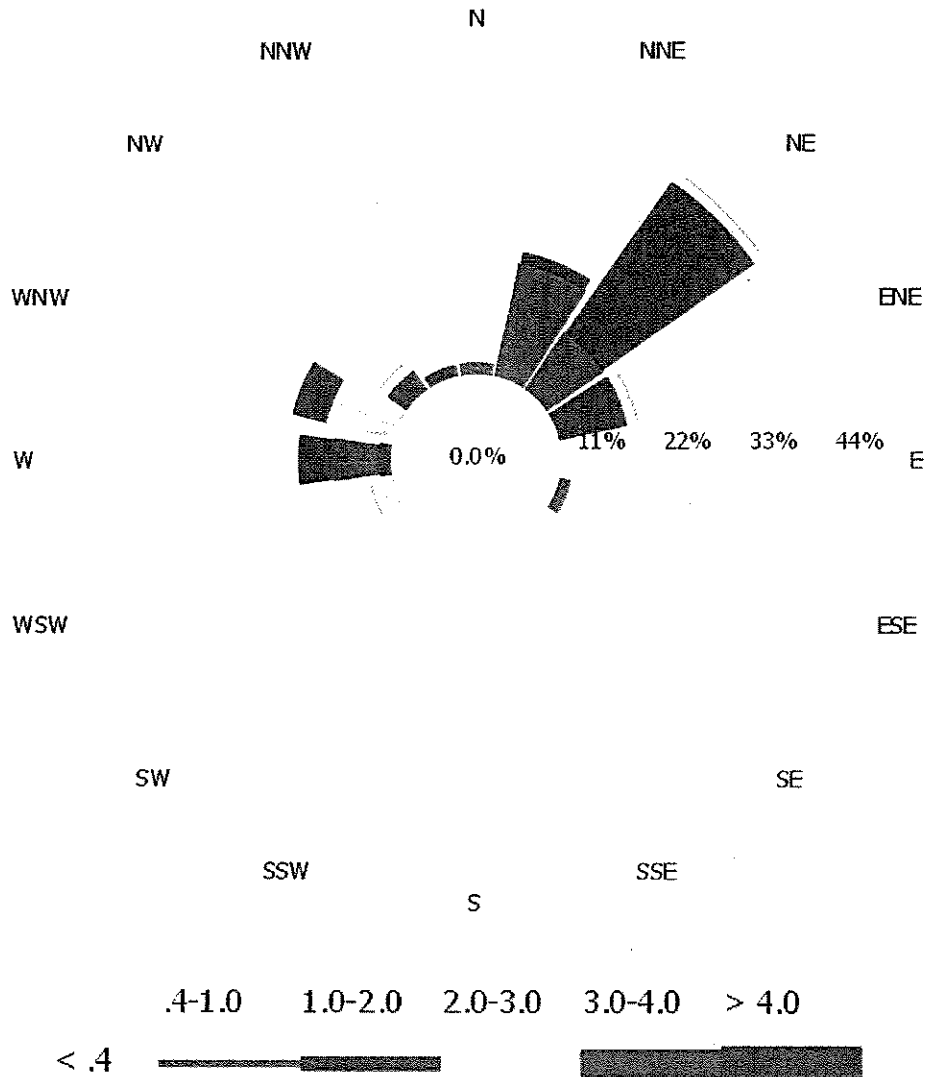 N
NNW NNE
NW NE
WNW ENE
W 0.0% 11% 22% 33% 44% E
WSW ESE
SW SE
SSW SSE
S
.4-1.0 1.0-2.0 2.0-3.0 3.0-4.0 > 4.0
< .4